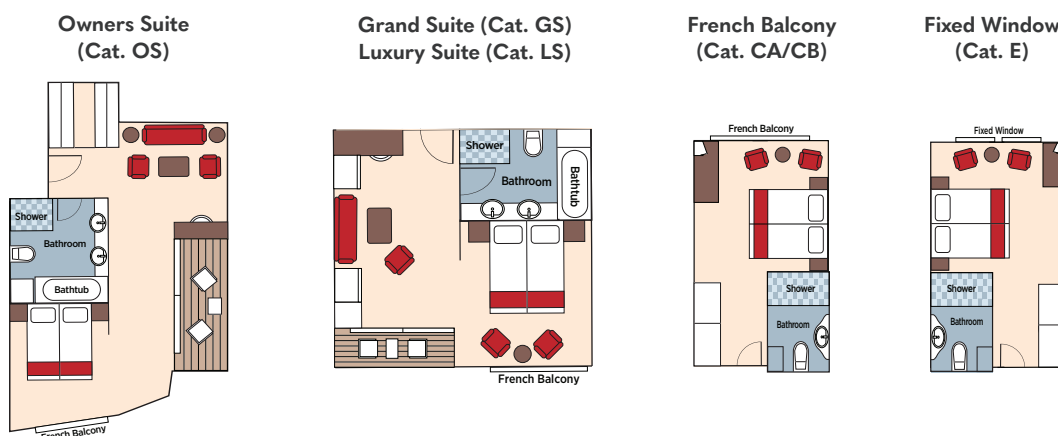 Owners Suite
(Cat. OS)
Shower
Bathroom
Bathtub
French Balcony
Grand Suite (Cat. GS)
Luxury Suite (Cat. LS)
Shower
Bathroom
Bathtub
French Balcony
French Balcony
(Cat. CA/CB)
French Balcony
Shower
Bathroom
Fixed Window
(Cat. E)
Fixed Window
Shower
Bathroom